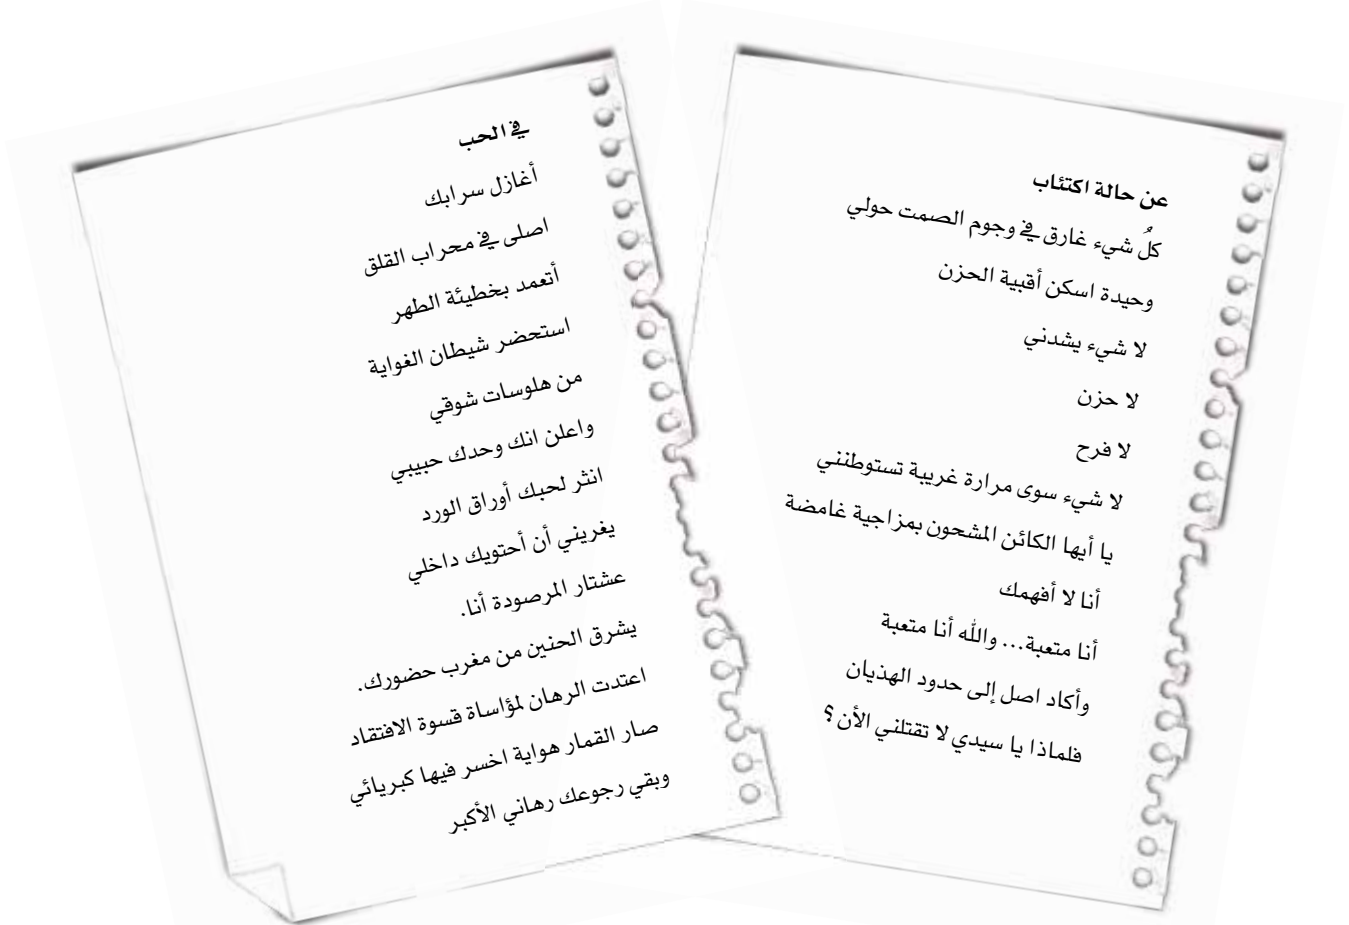 عن حالة اكتئاب
كلُ شيء غارق في وجوم الصمت حولي
وحيدة اسكن أقبية الحزن
لا شيء يشدني
لا حزن
لا فرح
لا شيء سوى مرارة غريبة تستوطنني
يا أيها الكائن المشحون بمزاجية غامضة
أنا لا أفهمك
أنا متعبة... والله أنا متعبة
وأكاد اصل إلى حدود الهذيان
فلماذا يا سيدي لا تقتلني الأن ؟
في الحب
أغازل سرابك
اصلى في محراب القلق
أتعمد بخطيئة الطهر
استحضر شيطان الغواية
من هلوسات شوقي
واعلن انك وحدك حبيبي
انثر لحبك أوراق الورد
يغريني أن أحتويك داخلي
عشتار المرصودة أنا.
يشرق الحنين من مغرب حضورك.
اعتدت الرهان لمؤاساة قسوة الافتقاد
صار القمار هواية اخسر فيها كبريائي
وبقي رجوعك رهاني الأكبر